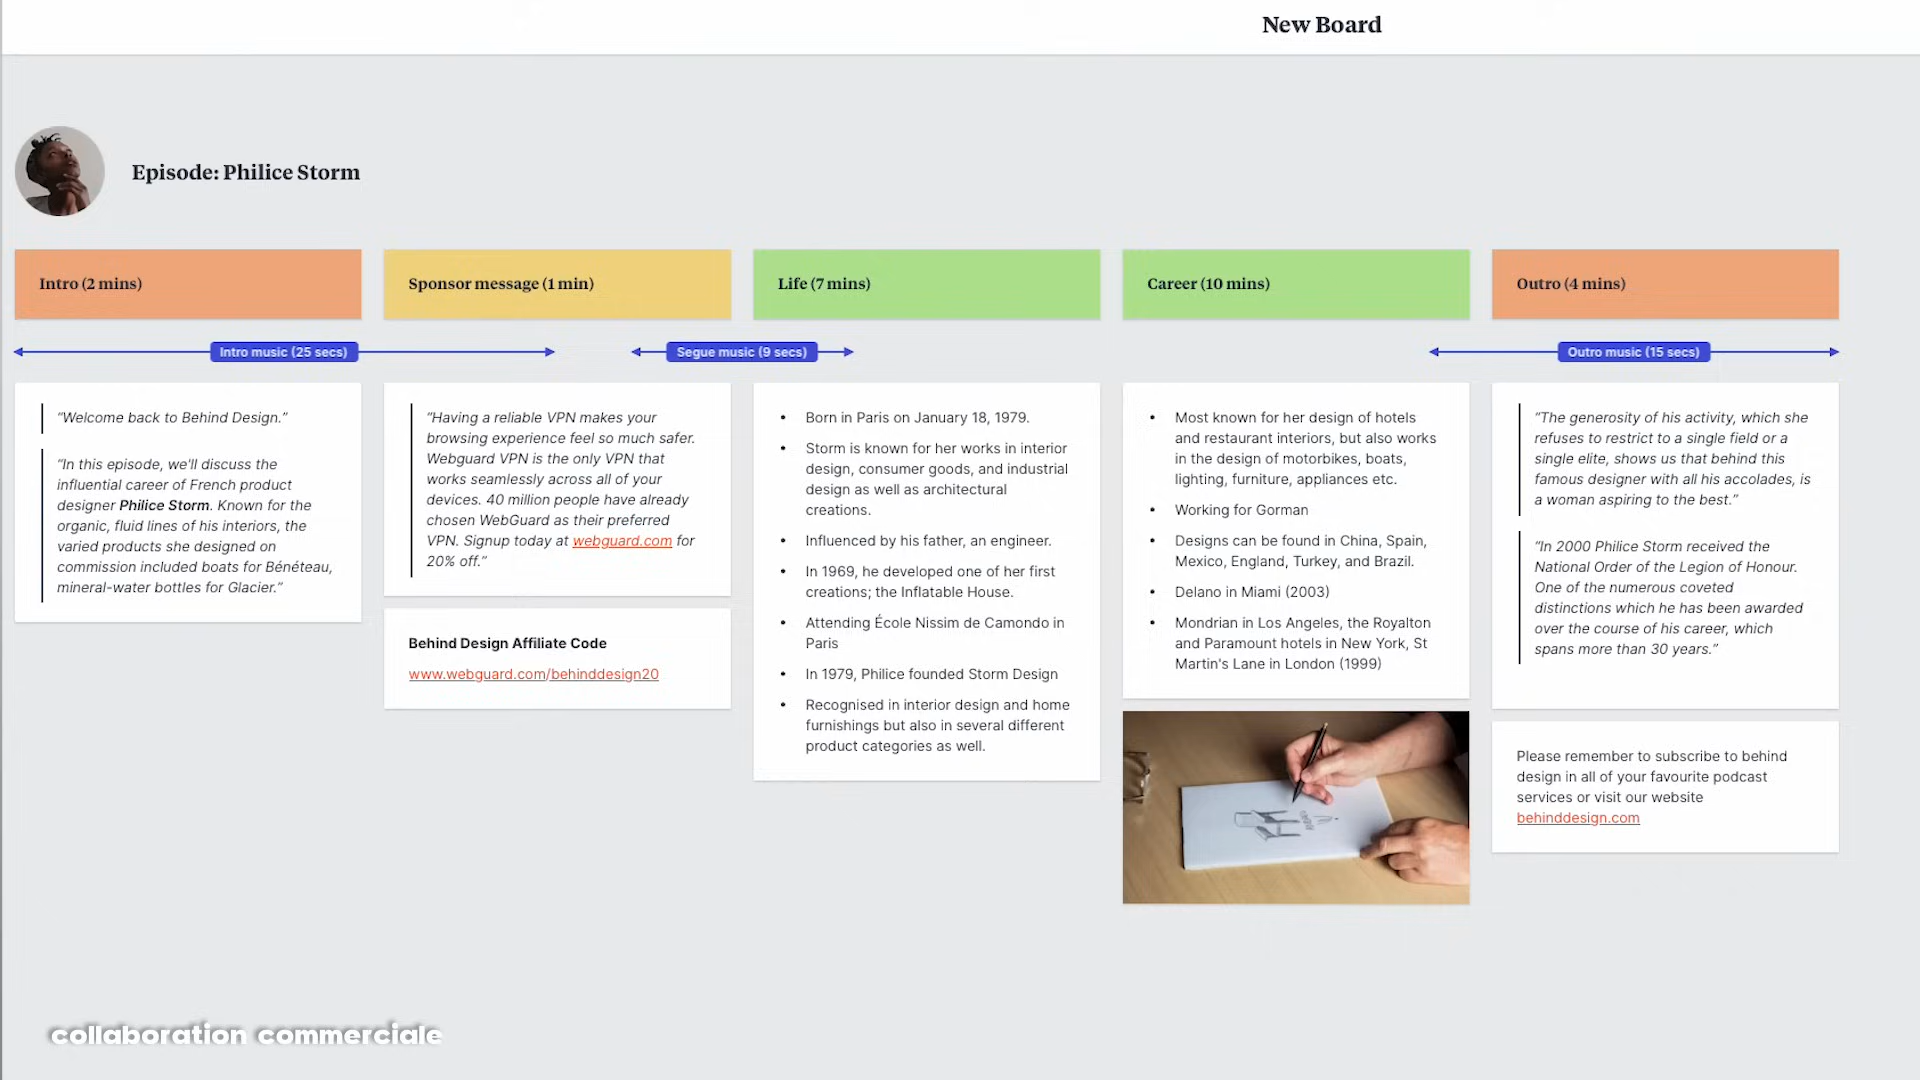 New Board
Episode: Philice Storm
Intro (2 mins)
Sponsor message (1 min)
Life (7 mins)
Career (10 mins)
Outro (4 mins)
Intro music (25 secs)
Segue music (9 secs)
Outro music (15 secs)
“Welcome back to Behind Design.”
“In this episode, we'll discuss the
influential career of French product
designer Philice Storm. Known for the
organic, fluid lines of his interiors, the
varied products she designed on
commission included boats for Bénéteau,
mineral-water bottles for Glacier.”
“Having a reliable VPN makes your
browsing experience feel so much safer.
Webguard VPN is the only VPN that
works seamlessly across all of your
devices. 40 million people have already
chosen WebGuard as their preferred
VPN. Signup today at webguard.com for
20% off.”
Behind Design Affiliate Code
www.webguard.com/behinddesign20
• Born in Paris on January 18, 1979.
• Storm is known for her works in interior
design, consumer goods, and industrial
design as well as architectural
creations.
• Influenced by his father, an engineer.
• In 1969, he developed one of her first
creations; the Inflatable House.
• Attending École Nissim de Camondo in
Paris
• In 1979, Philice founded Storm Design
• Recognised in interior design and home
furnishings but also in several different
product categories as well.
• Most known for her design of hotels
and restaurant interiors, but also works
in the design of motorbikes, boats,
lighting, furniture, appliances etc.
• Working for Gorman
• Designs can be found in China, Spain,
Mexico, England, Turkey, and Brazil.
• Delano in Miami (2003)
• Mondrian in Los Angeles, the Royalton
and Paramount hotels in New York, St
Martin's Lane in London (1999)
“The generosity of his activity, which she
refuses to restrict to a single field or a
single elite, shows us that behind this
famous designer with all his accolades, is
a woman aspiring to the best.”
“In 2000 Philice Storm received the
National Order of the Legion of Honour.
One of the numerous coveted
distinctions which he has been awarded
over the course of his career, which
spans more than 30 years.”
Please remember to subscribe to behind
design in all of your favourite podcast
services or visit our website
behinddesign.com
collaboration commerciale